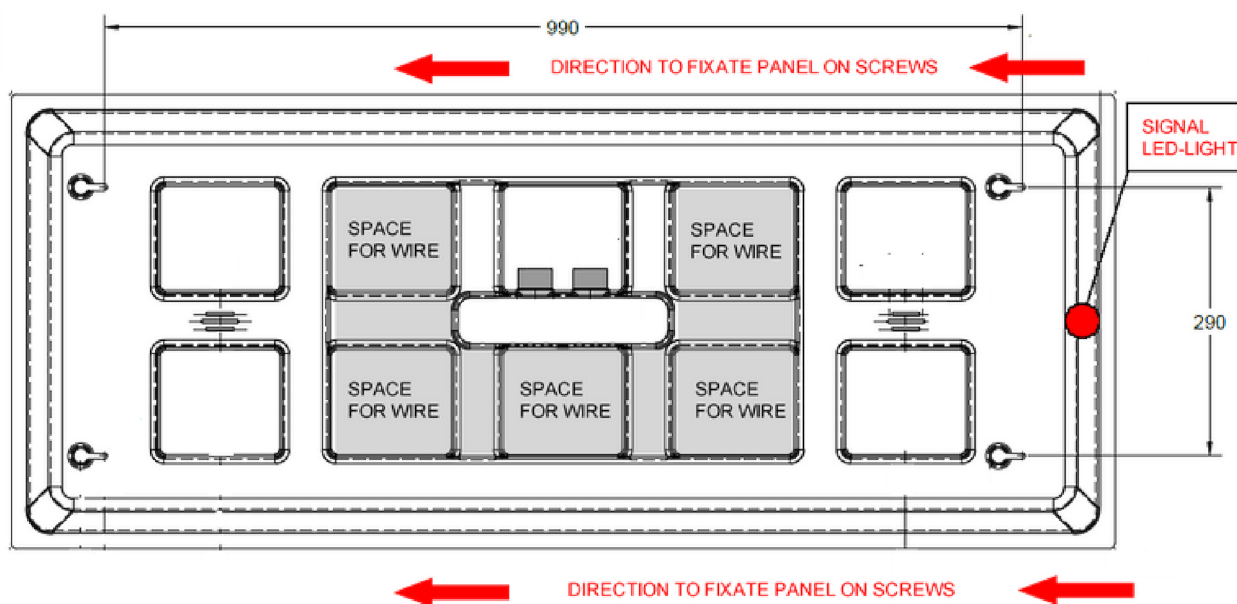 990
DIRECTION TO FIXATE PANEL ON SCREWS
SIGNAL
LED-LIGHT
SPACE
FOR WIRE
SPACE
FOR WIRE
290
SPACE
FOR WIRE
SPACE
FOR WIRE
SPACE
FOR WIRE
DIRECTION TO FIXATE PANEL ON SCREWS